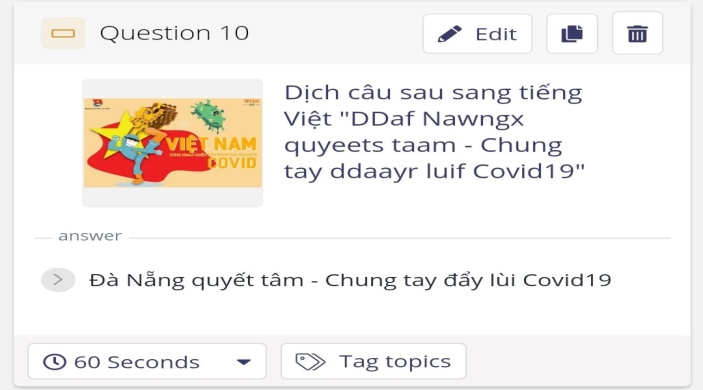 Question 10
Edit
Dịch câu sau sang tiếng
Việt "DDaf Nawngx
quyeets taam - Chung
tay ddaayr luif Covid19"
VIỆT NAM
COVID
answer
Đà Nẵng quyết tâm - Chung tay đẩy lùi Covid19
60 Seconds
Tag topics